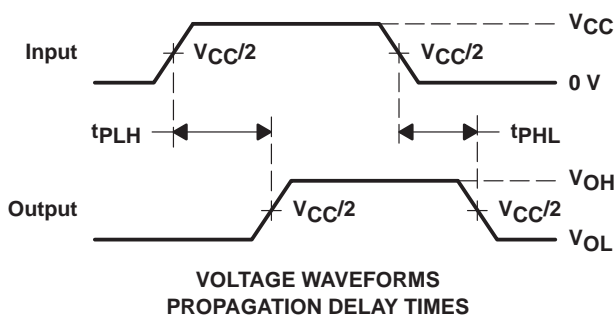 VCC
Input
VCC/2
VCC/2
0 V
tPLH
tPHL
VOH
Output
VCC/2
VCC/2
VOL
VOLTAGE WAVEFORMS
PROPAGATION DELAY TIMES